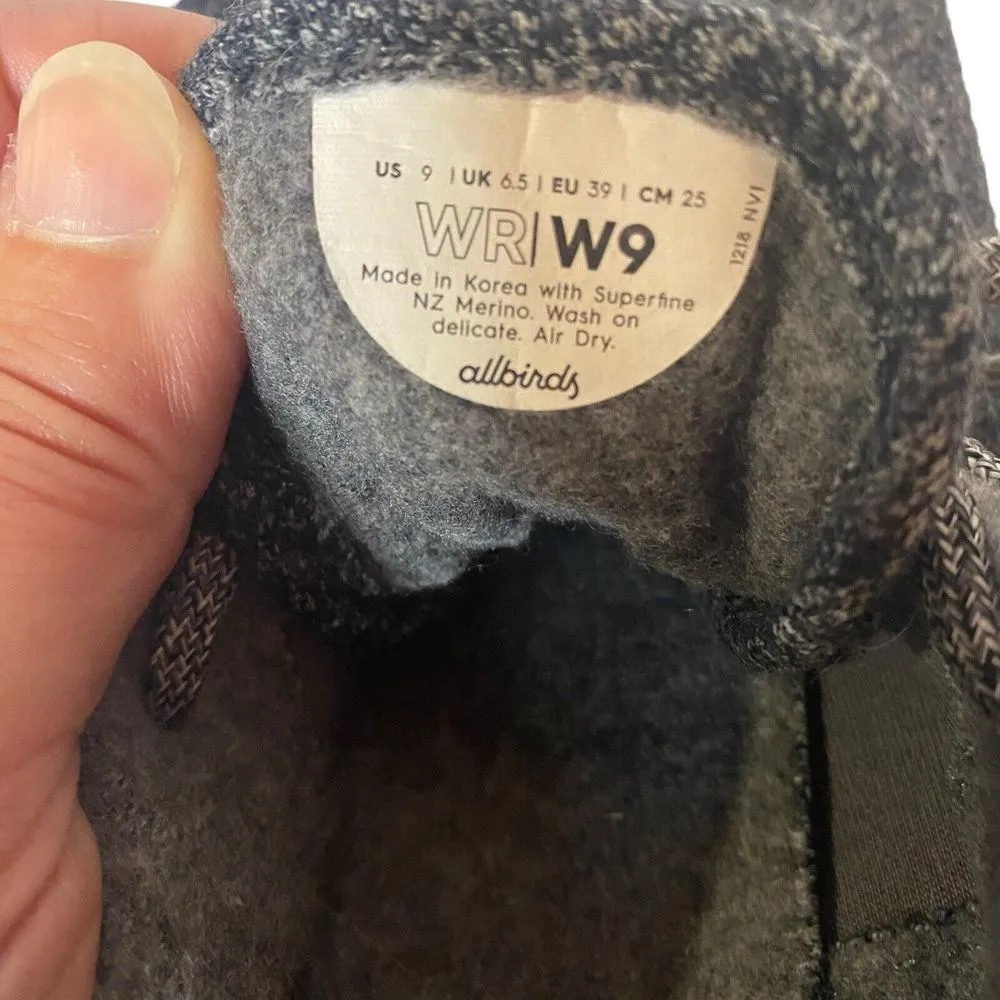 US 9 | UK 6.5 | EU 39 | CM 25
WR|W9
Made in Korea with Superfine
NZ Merino. Wash on
delicate. Air Dry.
allbirds
1218 NVI